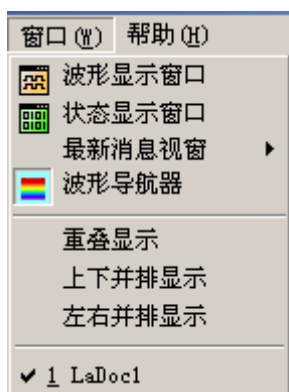 窗口(W) 帮助(H)
波形显示窗口
状态显示窗口
最新消息视窗
波形导航器
重叠显示
上下并排显示
左右并排显示
1 LaDoc1